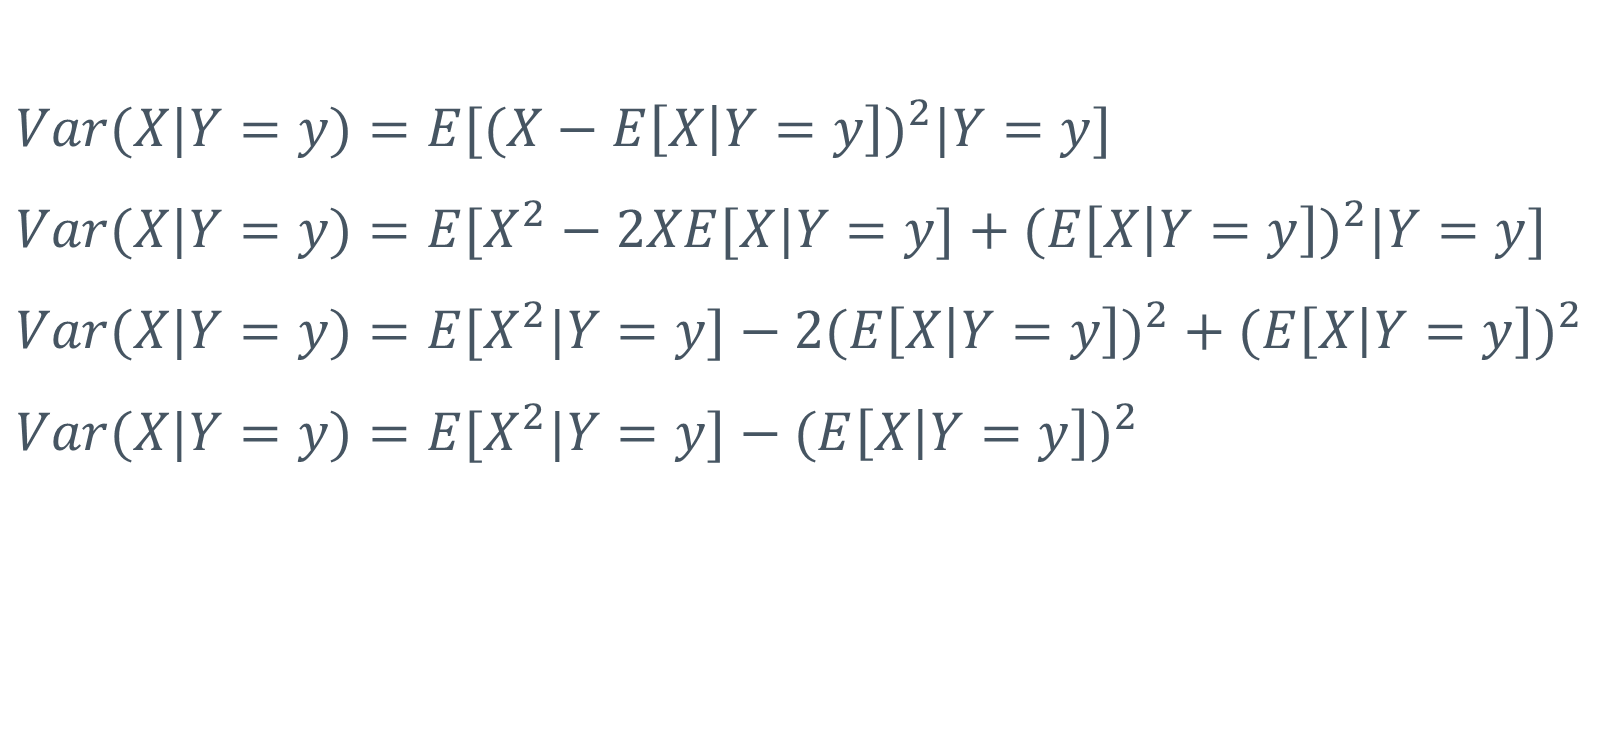 Var(X|Y = y) = E[(X − E[X|Y = y])²|Y = y]
Var(X|Y = y) = E[X² − 2XE[X|Y = y] + (E[X|Y = y])²|Y = y]
Var(X|Y = y) = E[X²|Y = y] − 2(E[X|Y = y])² + (E[X|Y = y])²
Var(X|Y = y) = E[X²|Y = y] − (E[X|Y = y])²